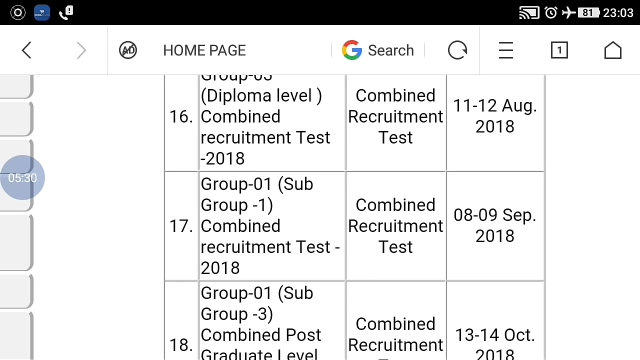 81 23:03
HOME PAGE
Search
1
05:30
Group-03
(Diploma level )
16. Combined
recruitment Test
-2018
Combined
Recruitment
Test
11-12 Aug.
2018
Group-01 (Sub
Group -1)
17. Combined
recruitment Test -
2018
Combined
Recruitment
Test
08-09 Sep.
2018
Group-01 (Sub
Group -3)
Combined Post
18. Graduate Level
Combined
Recruitment
13-14 Oct.
2018